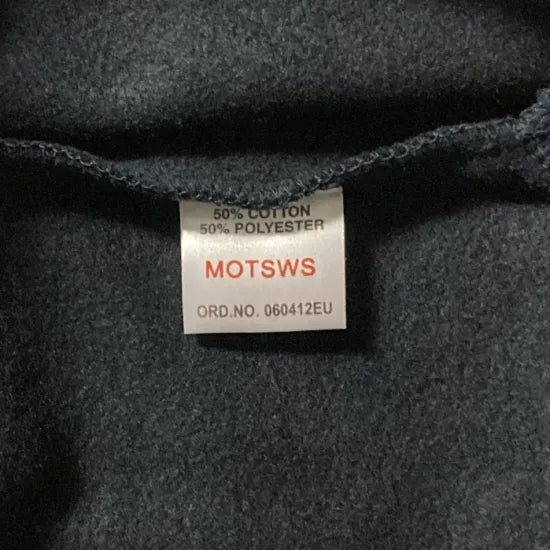 50% COTTON
50% POLYESTER
MOTSWS
ORD.NO. 060412EU